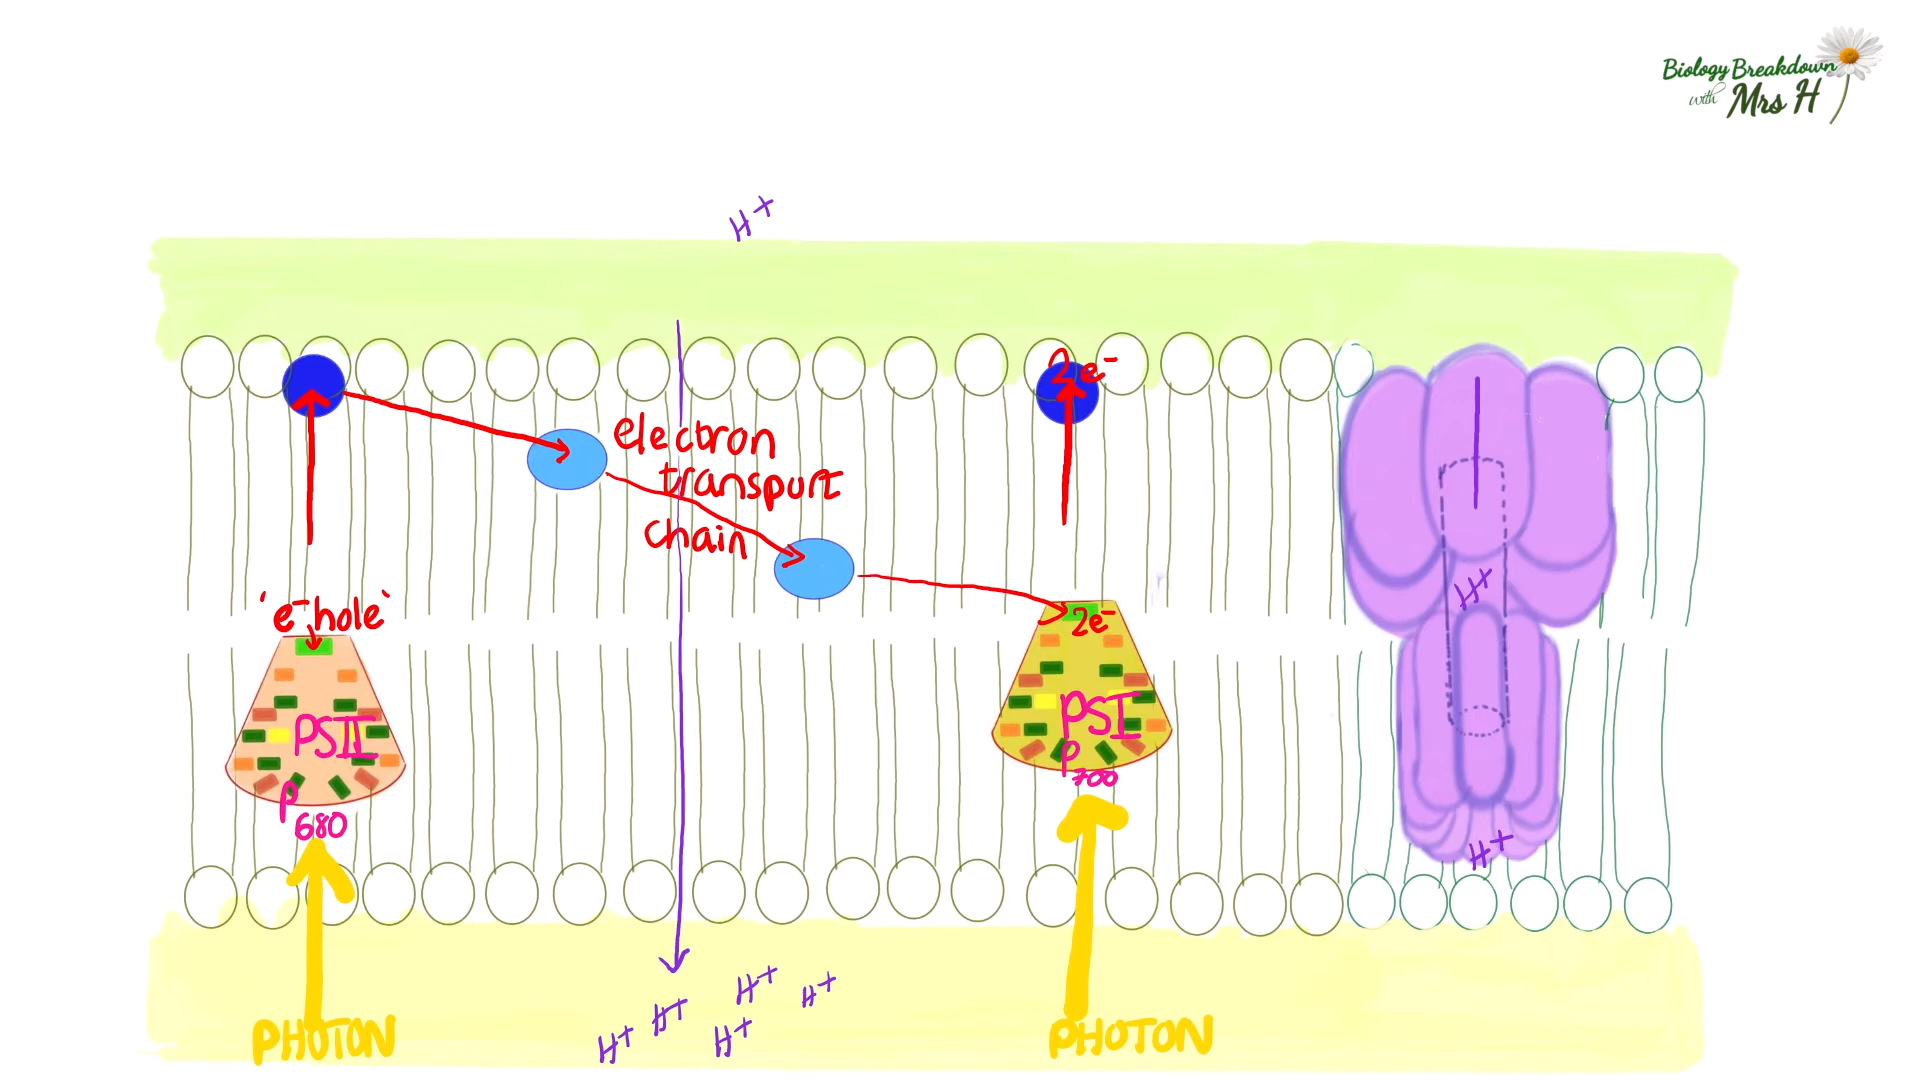 Biology Breakdown
with Mrs H
H+
2e-
electron
transport
chain
'e- hole'
2e-
H+
PSII
P680
PSI
P700
H+
H+
H+
H+
H+
H+
PHOTON
PHOTON